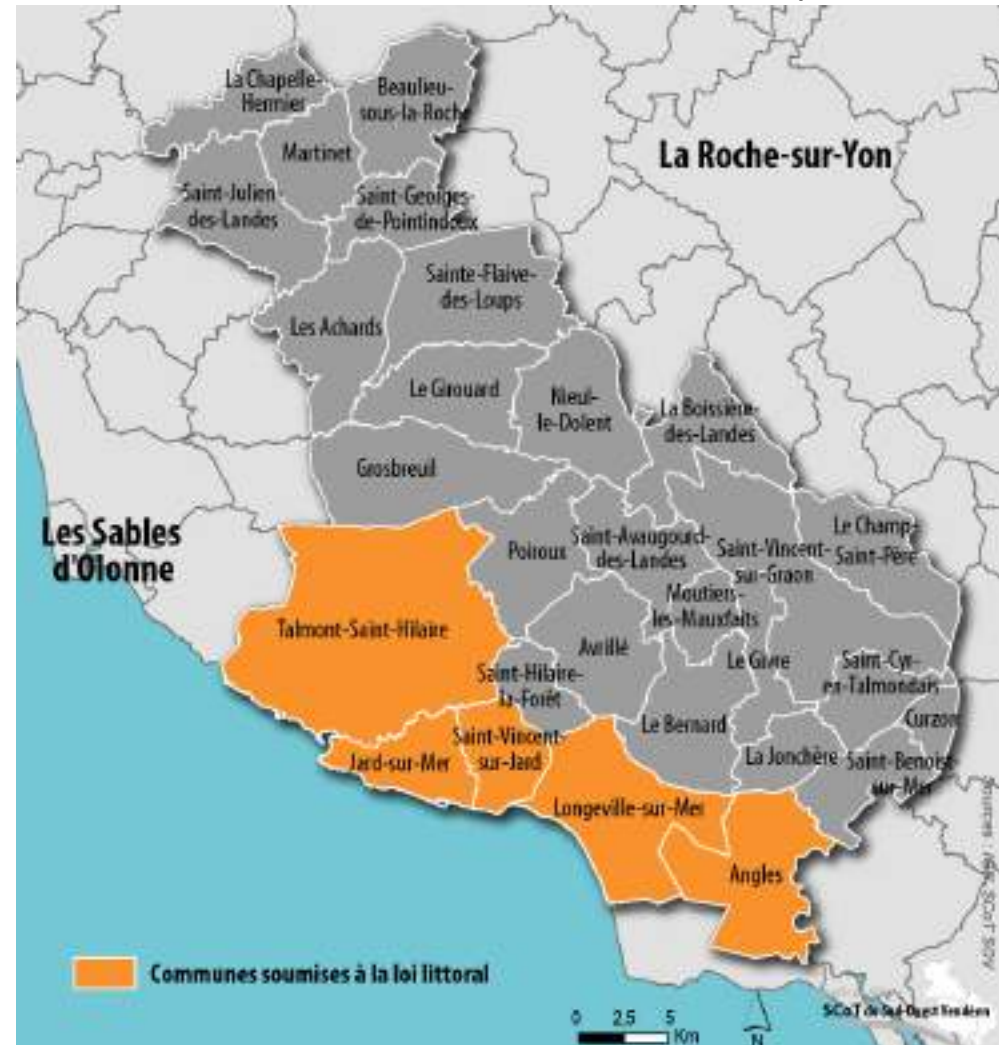 La Chapelle-
Hermier
Beaulieu-
sous-la-Roche
Martinet
La Roche-sur-Yon
Saint-Julien-
des-Landes
Saint-Georges-
de-Pointindoux
Sainte-Flaive-
des-Loups
Les Achards
Le Girouard
Nieul-
le-Dolent
La Boissière-
des-Landes
Grosbreuil
Les Sables
d'Olonne
Poiroux
Saint-Avaugourd-
des-Landes
Saint-Vincent-
sur-Graon
Le Champ-
Saint-Père
Moutiers-
les-Mauxfaits
Talmont-Saint-Hilaire
Avrillé
Le Givre
Saint-Cyr-
en-Talmondais
Saint-Hilaire-
la-Forêt
Le Bernard
Curzon
Jard-sur-Mer
Saint-Vincent-
sur-Jard
La Jonchère
Saint-Benoist-
sur-Mer
Longeville-sur-Mer
Angles
Communes soumises à la loi littoral
SCoT du Sud-Ouest Vendéen
0 2.5 5
Km
N